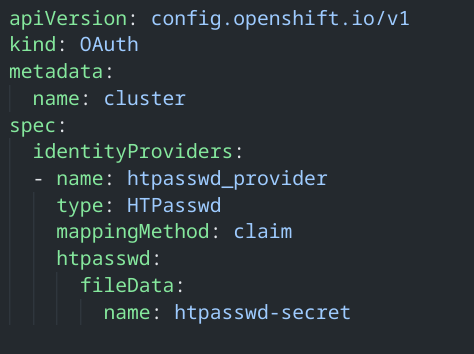 apiVersion: config.openshift.io/v1
kind: OAuth
metadata:
  name: cluster
spec:
  identityProviders:
  - name: htpasswd_provider
    type: HTPasswd
    mappingMethod: claim
    htpasswd:
      fileData:
        name: htpasswd-secret